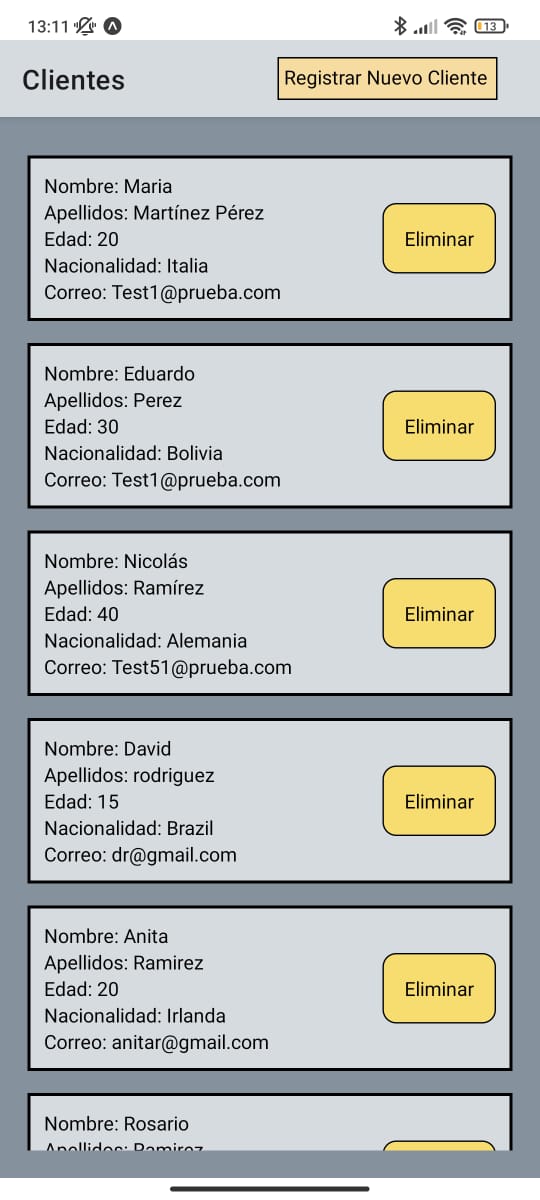 13:11
13
Clientes
Registrar Nuevo Cliente
Nombre: Maria
Apellidos: Martínez Pérez
Edad: 20
Nacionalidad: Italia
Correo: Test1@prueba.com
Eliminar
Nombre: Eduardo
Apellidos: Perez
Edad: 30
Nacionalidad: Bolivia
Correo: Test1@prueba.com
Eliminar
Nombre: Nicolás
Apellidos: Ramírez
Edad: 40
Nacionalidad: Alemania
Correo: Test51@prueba.com
Eliminar
Nombre: David
Apellidos: rodriguez
Edad: 15
Nacionalidad: Brazil
Correo: dr@gmail.com
Eliminar
Nombre: Anita
Apellidos: Ramirez
Edad: 20
Nacionalidad: Irlanda
Correo: anitar@gmail.com
Eliminar
Nombre: Rosario
Apellidos: Ramirez